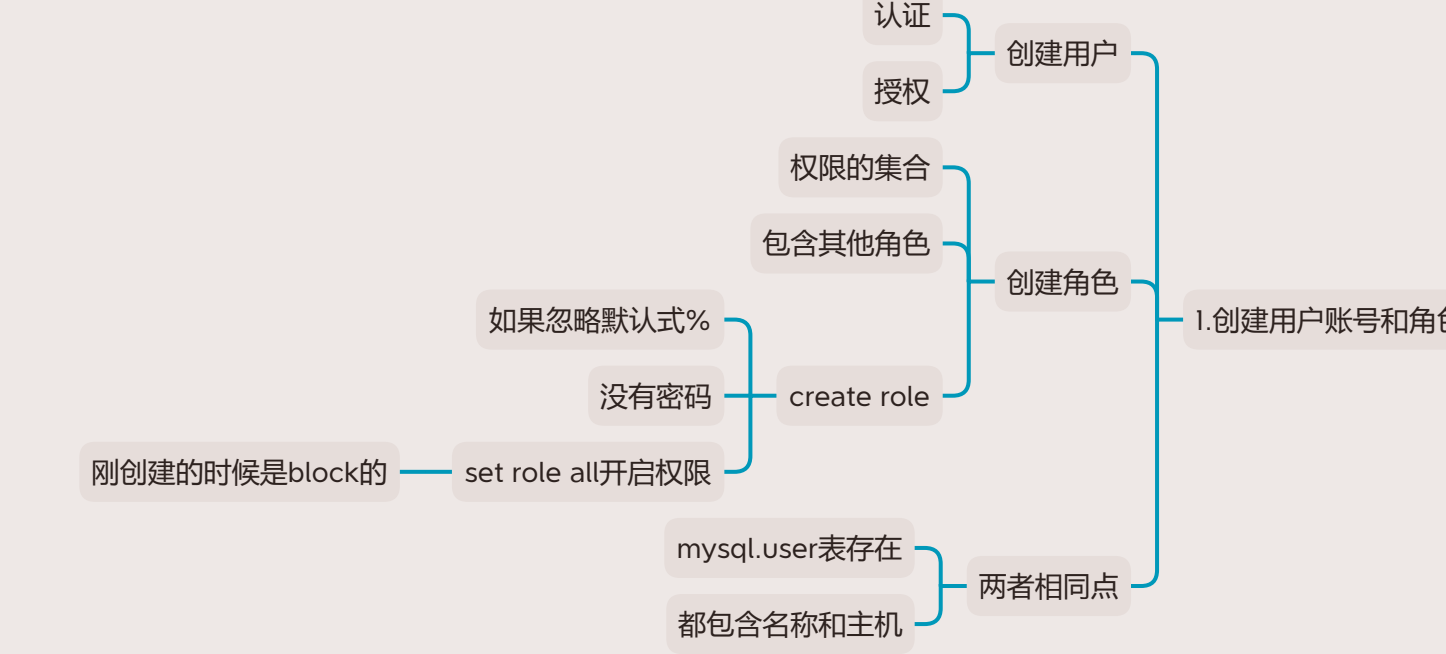 认证
创建用户
授权
权限的集合
包含其他角色
创建角色
如果忽略默认式%
1.创建用户账号和角色
没有密码
create role
刚创建的时候是block的
set role all开启权限
mysql.user表存在
两者相同点
都包含名称和主机